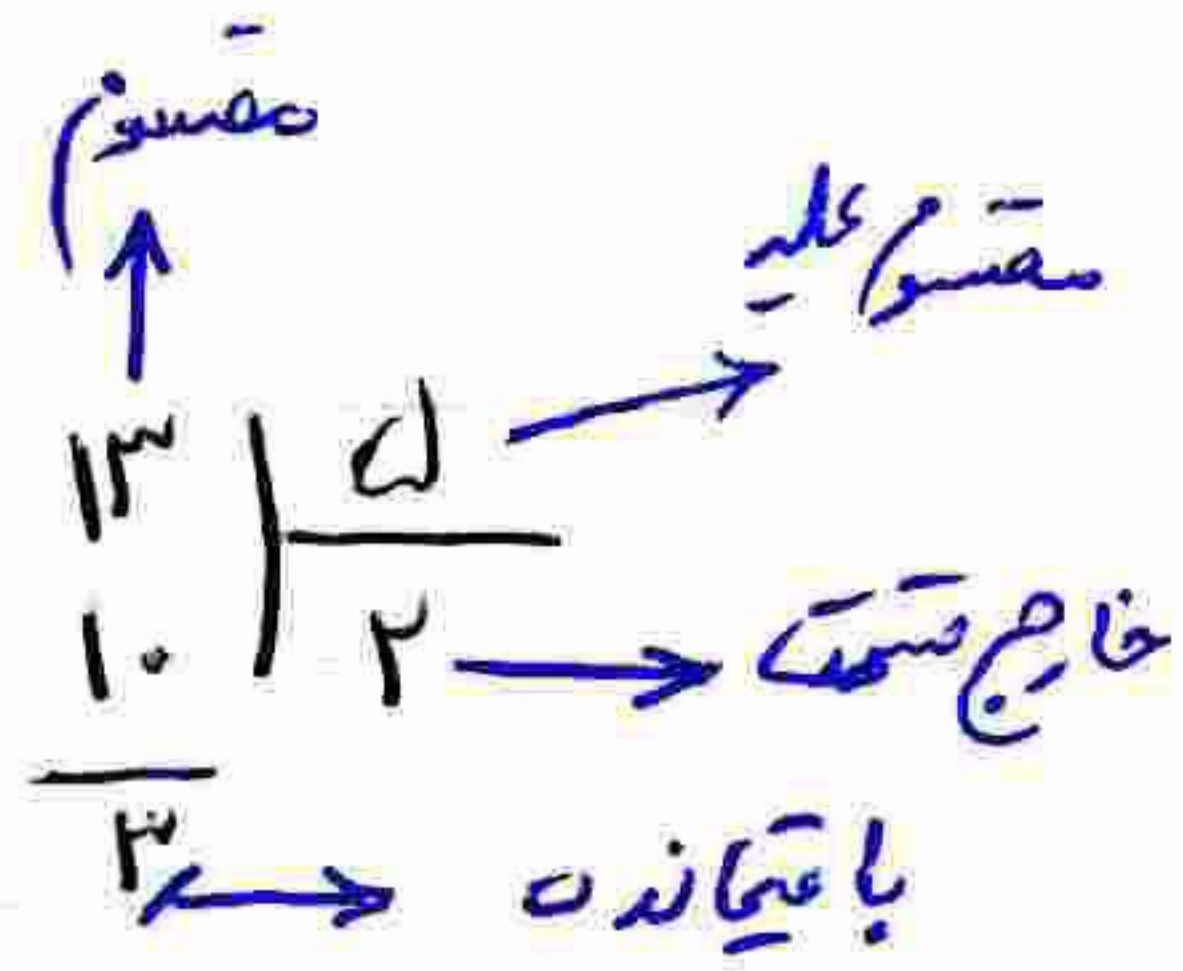 مقسوم
مقسوم علیه
۱۳ ۵
۱۰ ۲ خارج قسمت
۳ باقیمانده